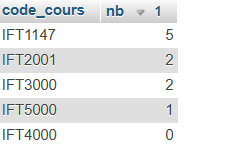 code_cours nb 1
IFT1147 5
IFT2001 2
IFT3000 2
IFT5000 1
IFT4000 0